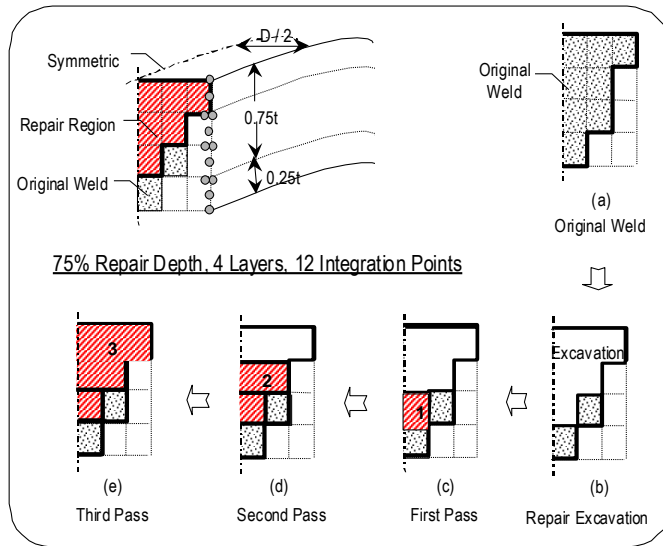 Symmetric
D/2
Repair Region
0.75t
Original Weld
0.25t
Original
Weld
(a)
Original Weld
75% Repair Depth, 4 Layers, 12 Integration Points
3
2
1
Excavation
(e)
(d)
(c)
(b)
Third Pass
Second Pass
First Pass
Repair Excavation